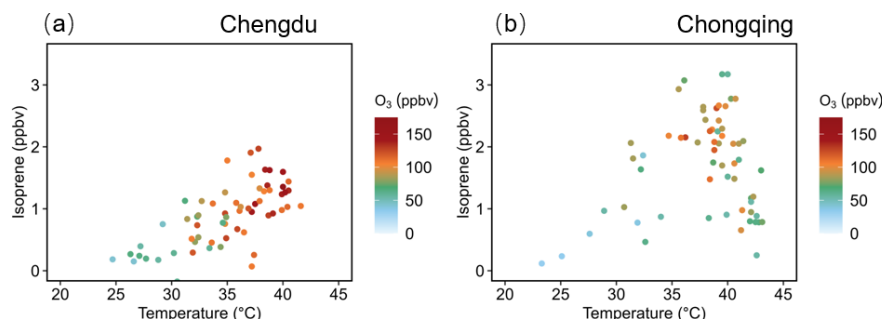 (a) Chengdu
3
2
1
0
Isoprene (ppbv)
20 25 30 35 40 45
Temperature (°C)
O₃ (ppbv)
150
100
50
0
(b) Chongqing
3
2
1
0
Isoprene (ppbv)
20 25 30 35 40 45
Temperature (°C)
O₃ (ppbv)
150
100
50
0